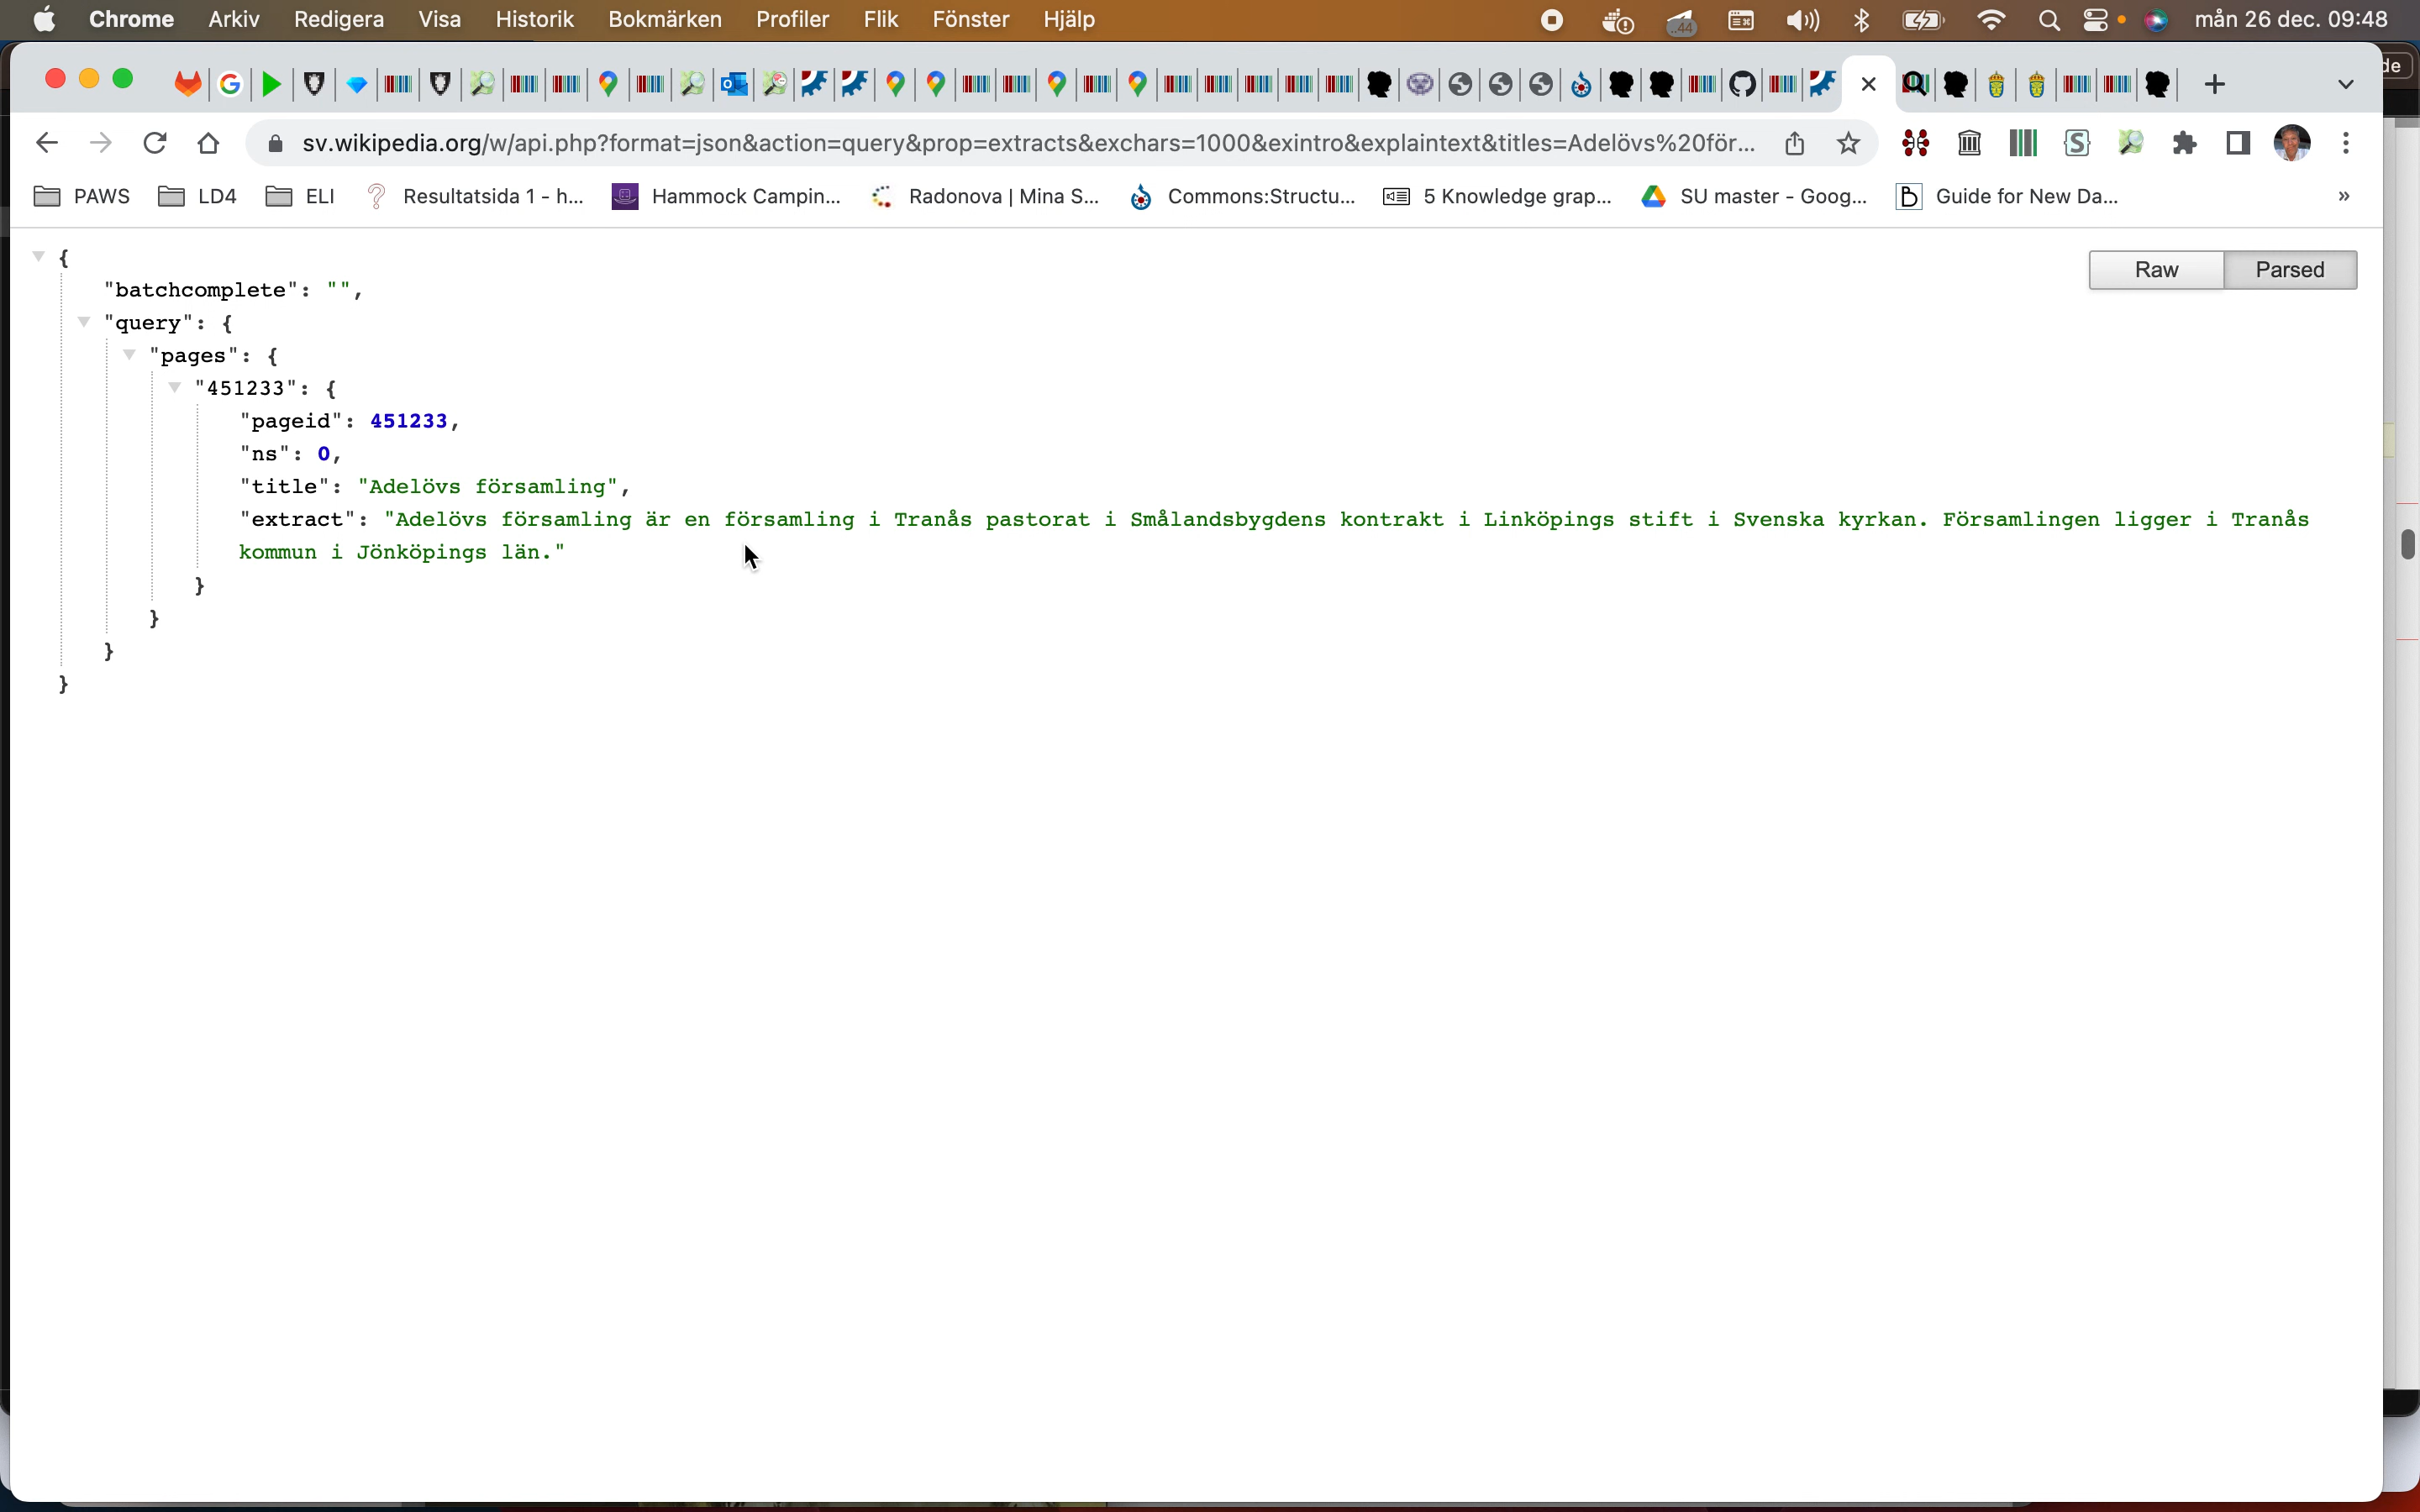 Chrome Arkiv Redigera Visa Historik Bokmärken Profiler Flik Fönster Hjälp mån 26 dec. 09:48
de
sv.wikipedia.org/w/api.php?format=json&action=query&prop=extracts&exchars=1000&exintro&explaintext&titles=Adelövs%20för...
PAWS LD4 ELI Resultatsida 1 - h... Hammock Campin... Radonova | Mina S... Commons:Structu... 5 Knowledge grap... SU master - Goog... Guide for New Da... »
Raw Parsed
{
"batchcomplete": "",
"query": {
"pages": {
"451233": {
"pageid": 451233,
"ns": 0,
"title": "Adelövs församling",
"extract": "Adelövs församling är en församling i Tranås pastorat i Smålandsbygdens kontrakt i Linköpings stift i Svenska kyrkan. Församlingen ligger i Tranås
kommun i Jönköpings län."
}
}
}
}